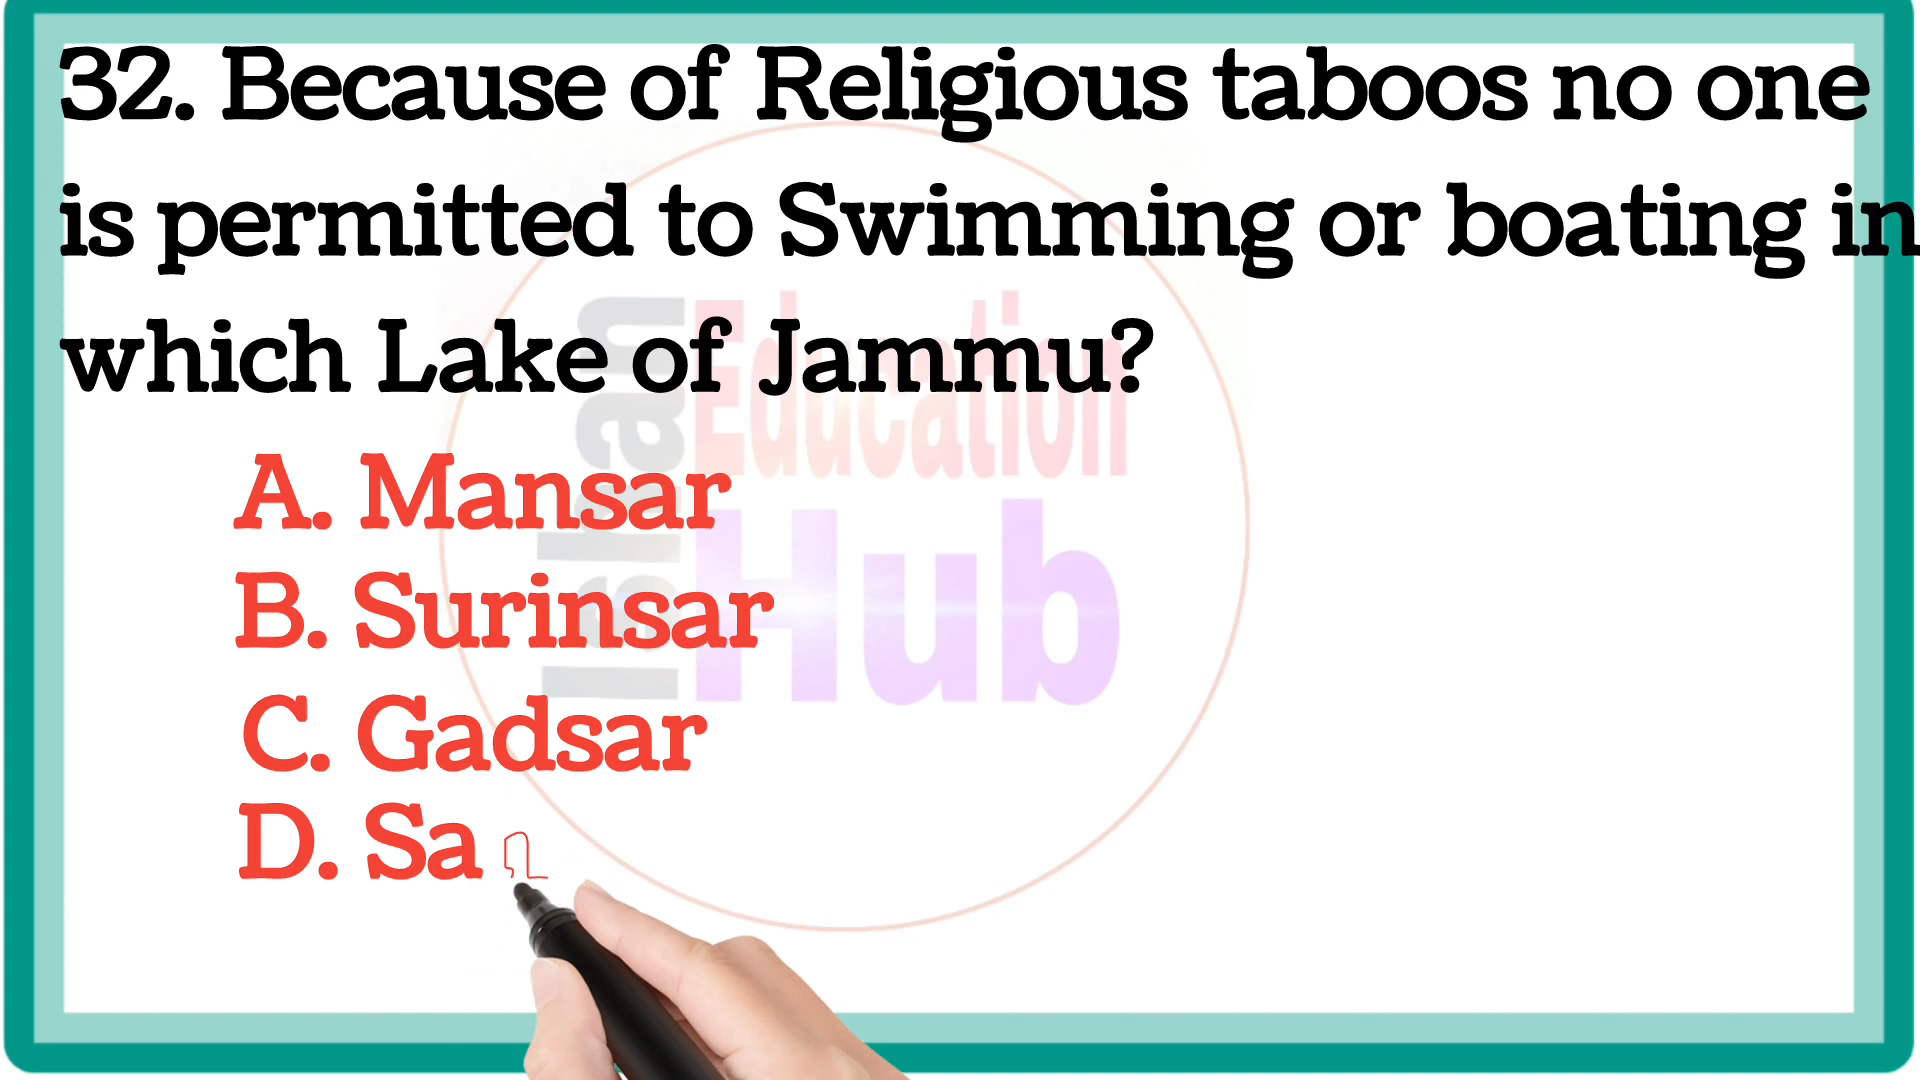 32. Because of Religious taboos no one
is permitted to Swimming or boating in
which Lake of Jammu?
A. Mansar
B. Surinsar
C. Gadsar
D. Sa
Iskan
Education
Hub